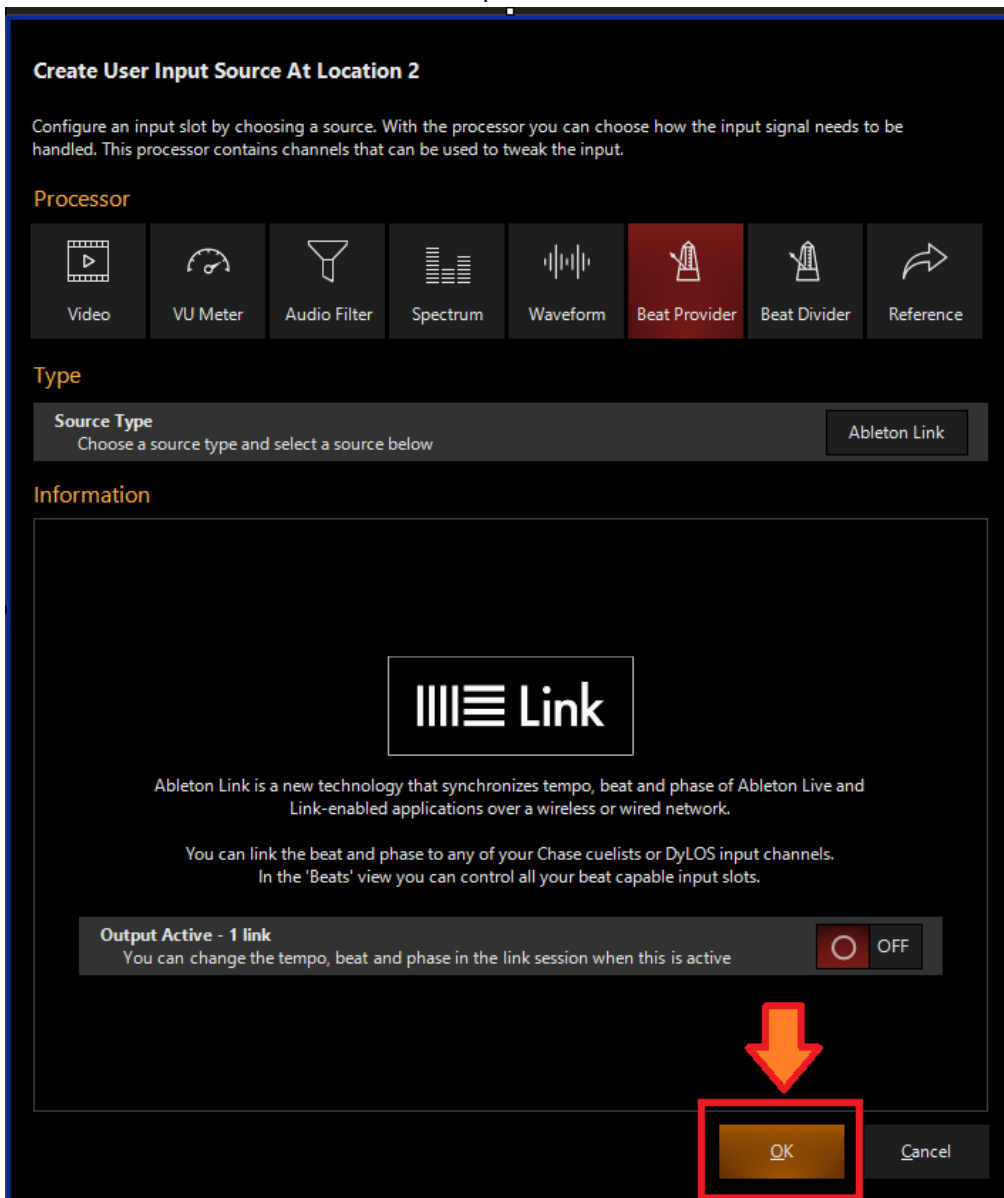 Create User Input Source At Location 2
Configure an input slot by choosing a source. With the processor you can choose how the input signal needs to be
handled. This processor contains channels that can be used to tweak the input.
Processor
Video VU Meter Audio Filter Spectrum Waveform Beat Provider Beat Divider Reference
Type
Source Type
Choose a source type and select a source below
Ableton Link
Information
Link
Ableton Link is a new technology that synchronizes tempo, beat and phase of Ableton Live and
Link-enabled applications over a wireless or wired network.
You can link the beat and phase to any of your Chase cuelists or DyLOS input channels.
In the 'Beats' view you can control all your beat capable input slots.
Output Active - 1 link
You can change the tempo, beat and phase in the link session when this is active
OFF
OK Cancel